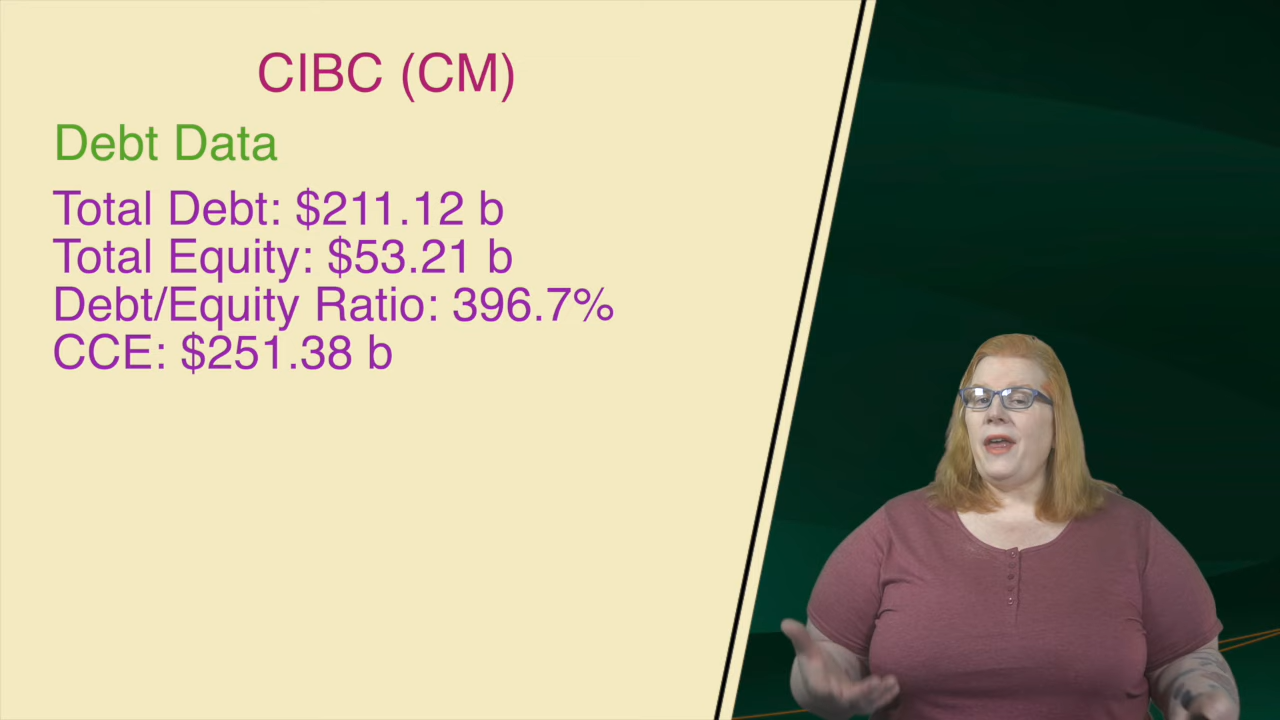 CIBC (CM)
Debt Data
Total Debt: $211.12 b
Total Equity: $53.21 b
Debt/Equity Ratio: 396.7%
CCE: $251.38 b